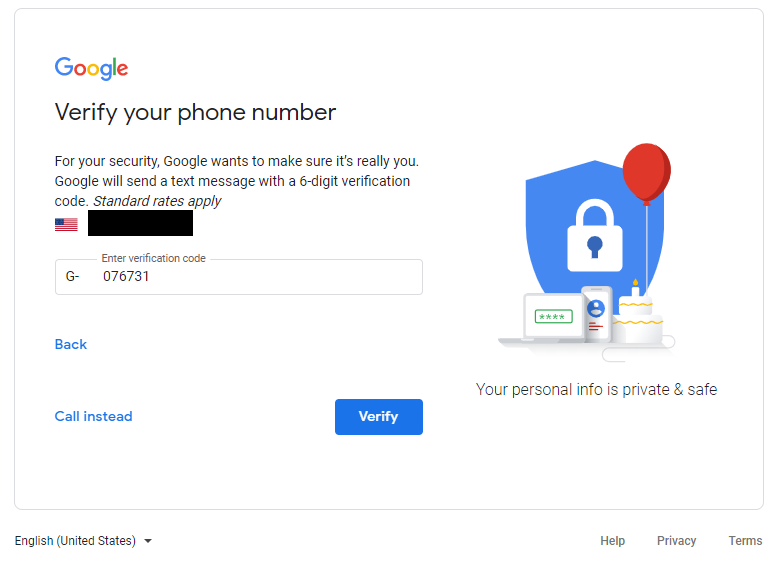 Google
Verify your phone number
For your security, Google wants to make sure it's really you.
Google will send a text message with a 6-digit verification
code. Standard rates apply
Enter verification code
G- 076731
Back
Call instead
Verify
****
Your personal info is private & safe
English (United States)
Help Privacy Terms